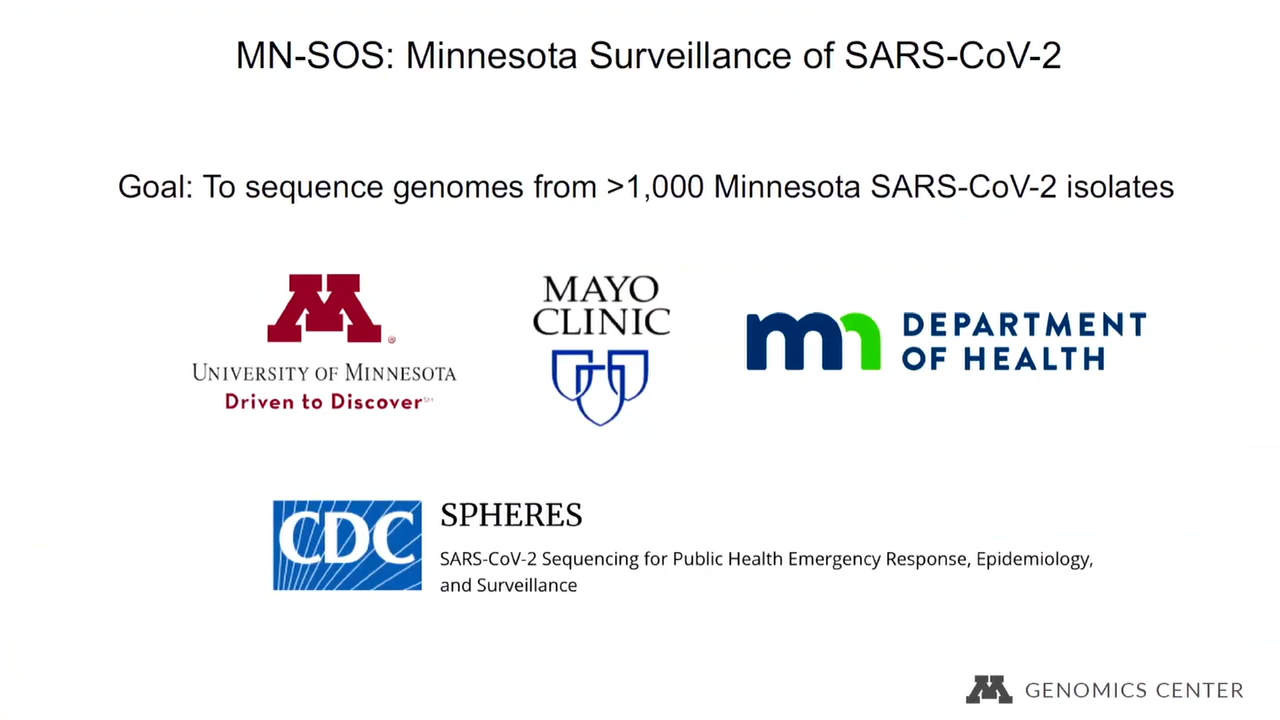 MN-SOS: Minnesota Surveillance of SARS-CoV-2
Goal: To sequence genomes from >1,000 Minnesota SARS-CoV-2 isolates
M®
UNIVERSITY OF MINNESOTA
Driven to Discover℠
MAYO
CLINIC
mn DEPARTMENT
OF HEALTH
CDC
SPHERES
SARS-CoV-2 Sequencing for Public Health Emergency Response, Epidemiology,
and Surveillance
M GENOMICS CENTER